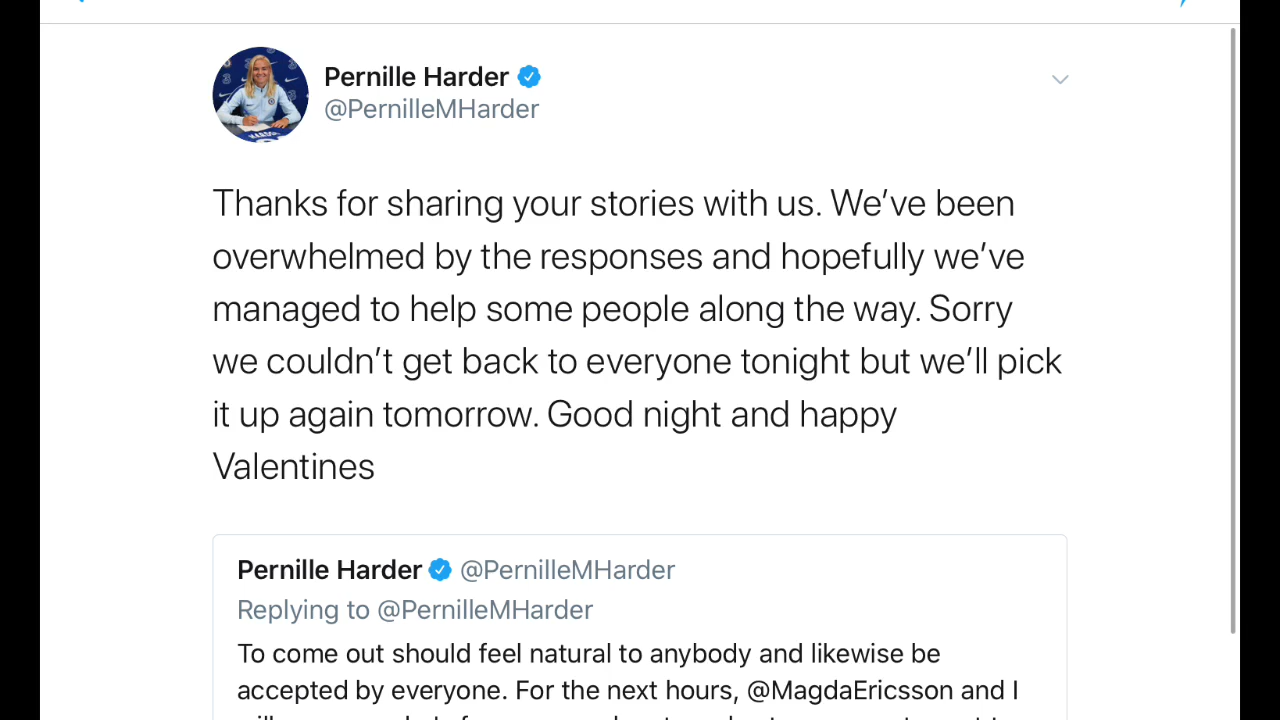 Pernille Harder
@PernilleMHarder
Thanks for sharing your stories with us. We’ve been
overwhelmed by the responses and hopefully we’ve
managed to help some people along the way. Sorry
we couldn’t get back to everyone tonight but we’ll pick
it up again tomorrow. Good night and happy
Valentines
Pernille Harder @PernilleMHarder
Replying to @PernilleMHarder
To come out should feel natural to anybody and likewise be
accepted by everyone. For the next hours, @MagdaEricsson and I